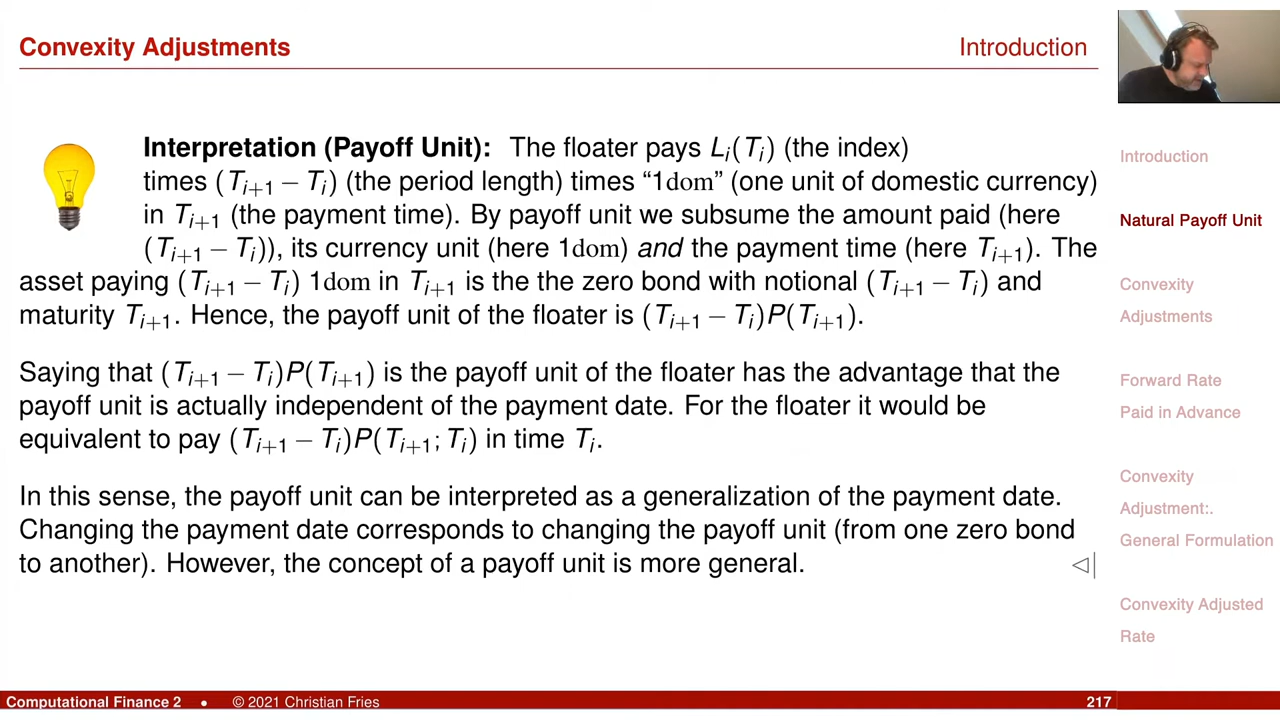 Convexity Adjustments
Introduction
Interpretation (Payoff Unit): The floater pays L_i(T_i) (the index)
times (T_{i+1} − T_i) (the period length) times “1dom” (one unit of domestic currency)
in T_{i+1} (the payment time). By payoff unit we subsume the amount paid (here
(T_{i+1} − T_i)), its currency unit (here 1dom) and the payment time (here T_{i+1}). The
asset paying (T_{i+1} − T_i) 1dom in T_{i+1} is the the zero bond with notional (T_{i+1} − T_i) and
maturity T_{i+1}. Hence, the payoff unit of the floater is (T_{i+1} − T_i)P(T_{i+1}).
Saying that (T_{i+1} − T_i)P(T_{i+1}) is the payoff unit of the floater has the advantage that the
payoff unit is actually independent of the payment date. For the floater it would be
equivalent to pay (T_{i+1} − T_i)P(T_{i+1}; T_i) in time T_i.
In this sense, the payoff unit can be interpreted as a generalization of the payment date.
Changing the payment date corresponds to changing the payoff unit (from one zero bond
to another). However, the concept of a payoff unit is more general.
◁|
Introduction
Natural Payoff Unit
Convexity
Adjustments
Forward Rate
Paid in Advance
Convexity
Adjustment:.
General Formulation
Convexity Adjusted
Rate
Computational Finance 2 • © 2021 Christian Fries
217